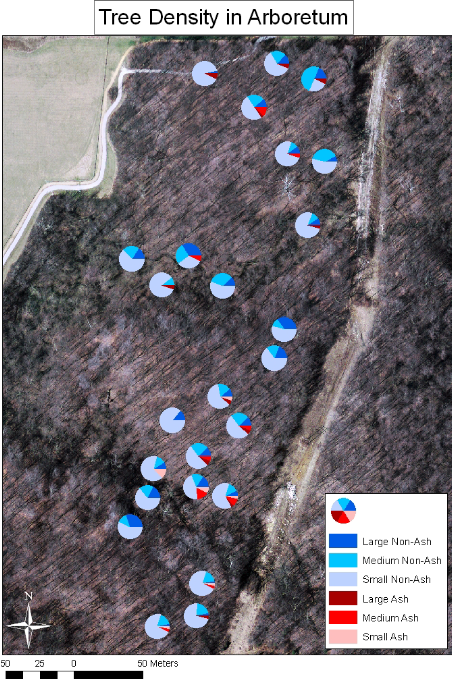 Tree Density in Arboretum
Large Non-Ash
Medium Non-Ash
Small Non-Ash
Large Ash
Medium Ash
Small Ash
N
50 25 0 50 Meters